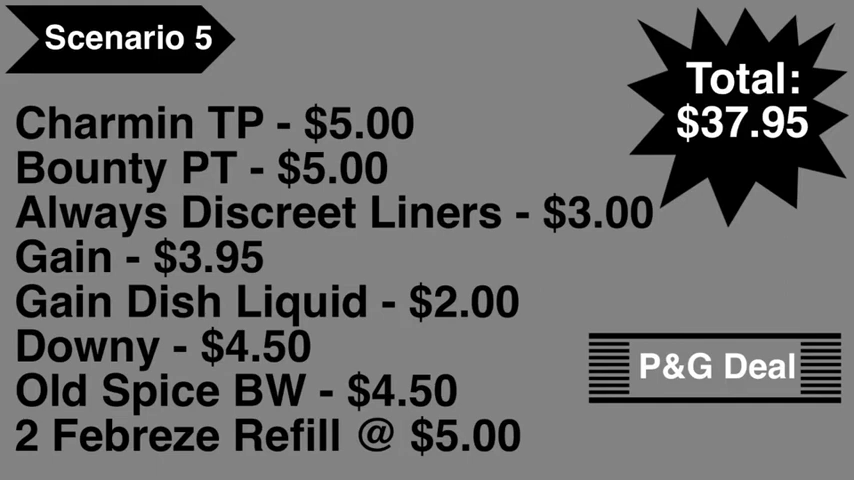 Scenario 5
Total:
$37.95
Charmin TP - $5.00
Bounty PT - $5.00
Always Discreet Liners - $3.00
Gain - $3.95
Gain Dish Liquid - $2.00
Downy - $4.50
Old Spice BW - $4.50
2 Febreze Refill @ $5.00
P&G Deal